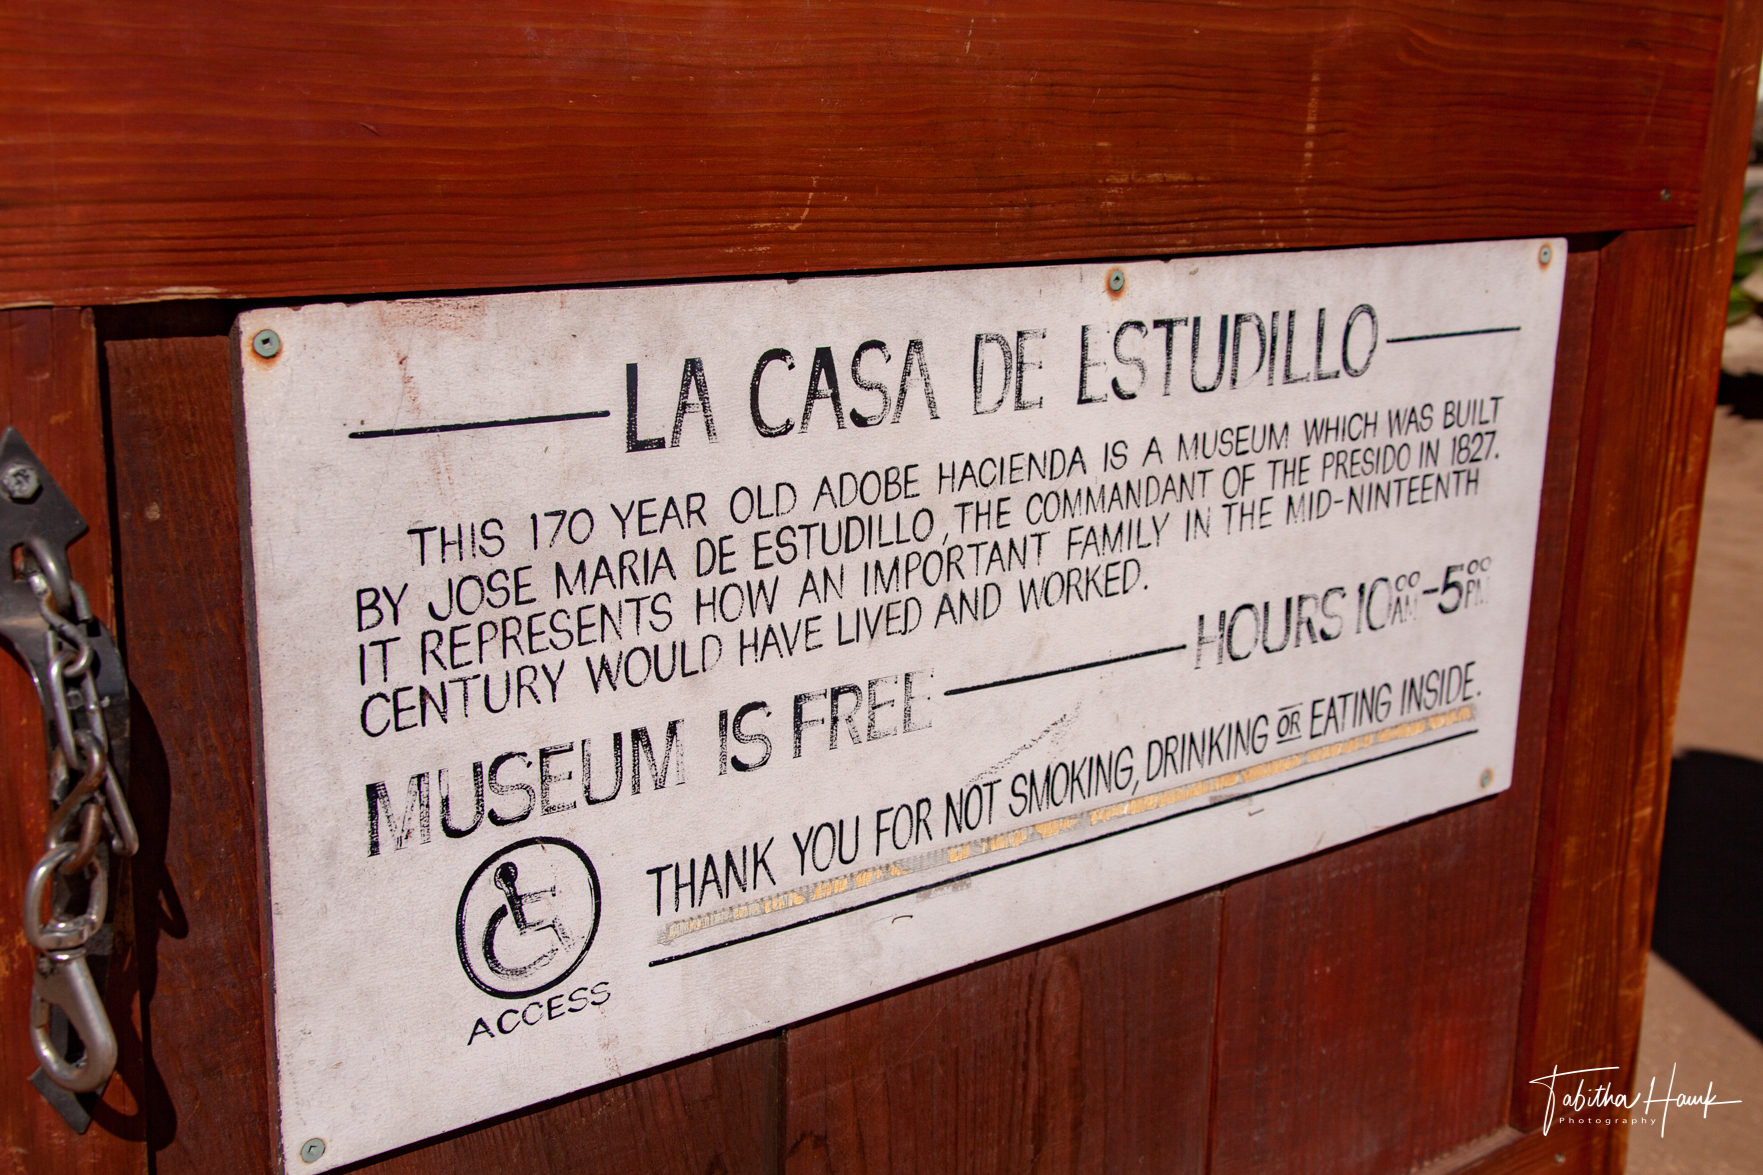 LA CASA DE ESTUDILLO
THIS 170 YEAR OLD ADOBE HACIENDA IS A MUSEUM WHICH WAS BUILT
BY JOSE MARIA DE ESTUDILLO, THE COMMANDANT OF THE PRESIDO IN 1827.
IT REPRESENTS HOW AN IMPORTANT FAMILY IN THE MID-NINTEENTH
CENTURY WOULD HAVE LIVED AND WORKED.
MUSEUM IS FREE — HOURS 10:00 AM - 5:00 PM
THANK YOU FOR NOT SMOKING, DRINKING OR EATING INSIDE.
ACCESS
Tabitha Hawk
Photography